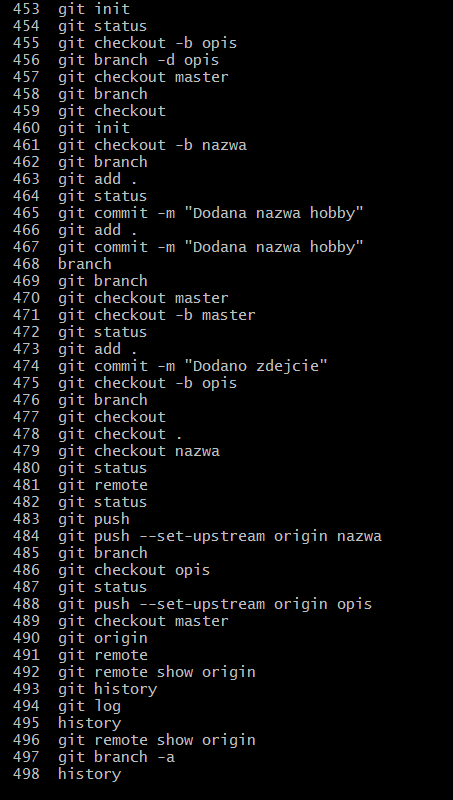 453 git init
454 git status
455 git checkout -b opis
456 git branch -d opis
457 git checkout master
458 git branch
459 git checkout
460 git init
461 git checkout -b nazwa
462 git branch
463 git add .
464 git status
465 git commit -m "Dodana nazwa hobby"
466 git add .
467 git commit -m "Dodana nazwa hobby"
468 branch
469 git branch
470 git checkout master
471 git checkout -b master
472 git status
473 git add .
474 git commit -m "Dodano zdejcie"
475 git checkout -b opis
476 git branch
477 git checkout
478 git checkout .
479 git checkout nazwa
480 git status
481 git remote
482 git status
483 git push
484 git push --set-upstream origin nazwa
485 git branch
486 git checkout opis
487 git status
488 git push --set-upstream origin opis
489 git checkout master
490 git origin
491 git remote
492 git remote show origin
493 git history
494 git log
495 history
496 git remote show origin
497 git branch -a
498 history